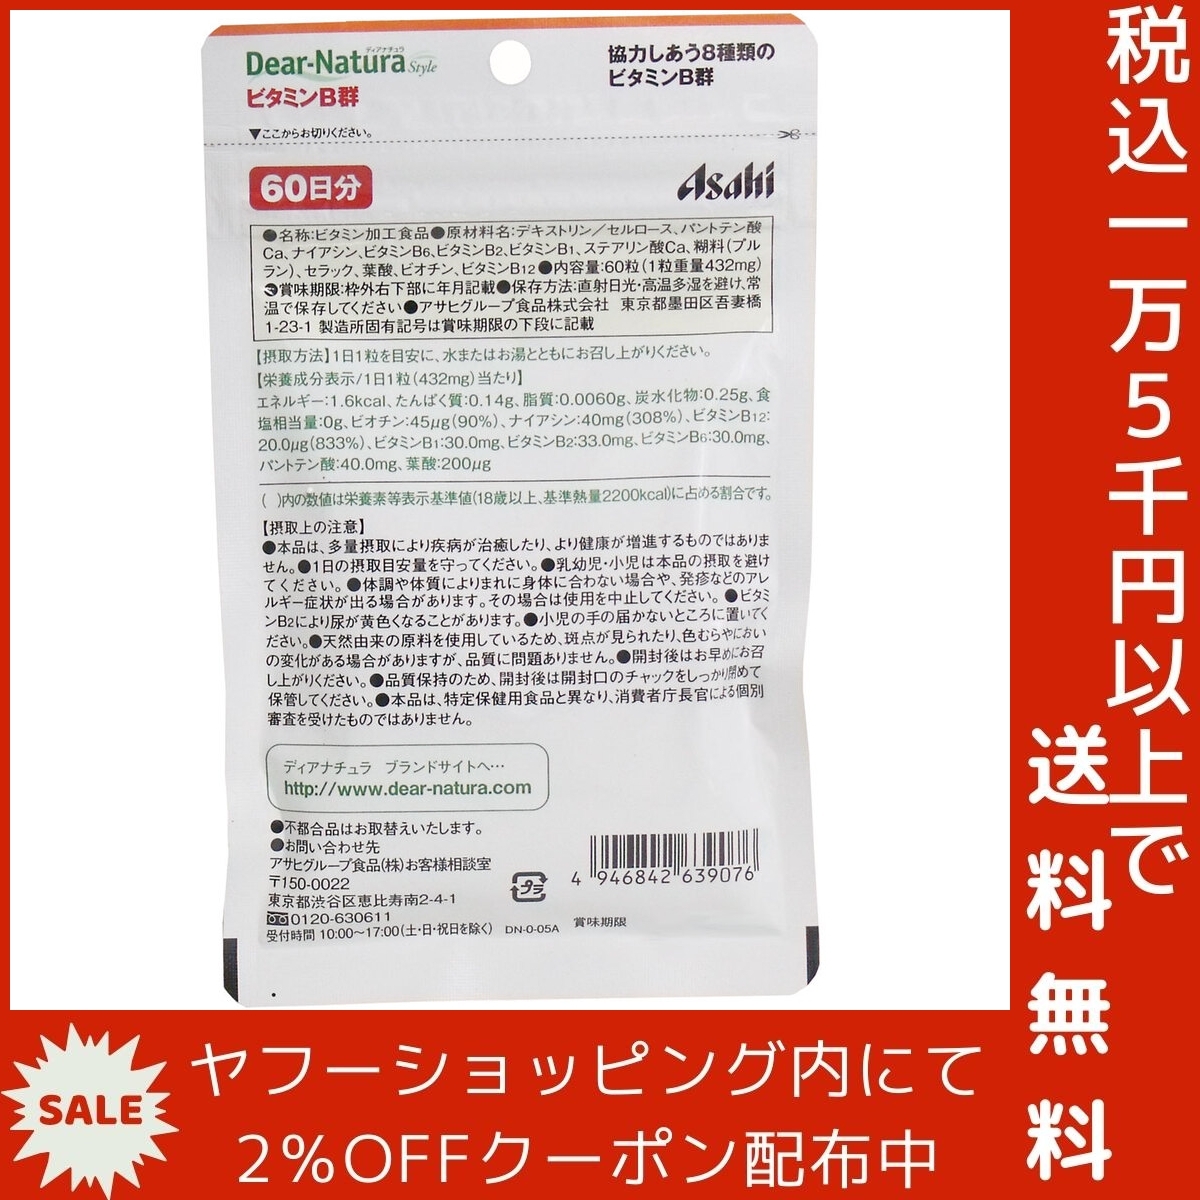 ディアナチュラ
Dear-Natura Style
ビタミンB群
協力しあう8種類の
ビタミンB群
▼ここからお切りください。
60日分
Asahi
●名称:ビタミン加工食品●原材料名:デキストリン/セルロース、パントテン酸
Ca、ナイアシン、ビタミンB6、ビタミンB2、ビタミンB1、ステアリン酸Ca、糊料(プル
ラン)、セラック、葉酸、ビオチン、ビタミンB12●内容量:60粒(1粒重量432mg)
●賞味期限:枠外右下部に年月記載●保存方法:直射日光・高温多湿を避け、常
温で保存してください●アサヒグループ食品株式会社 東京都墨田区吾妻橋
1-23-1 製造所固有記号は賞味期限の下段に記載
【摂取方法】1日1粒を目安に、水またはお湯とともにお召し上がりください。
【栄養成分表示/1日1粒(432mg)当たり】
エネルギー:1.6kcal、たんぱく質:0.14g、脂質:0.0060g、炭水化物:0.25g、食
塩相当量:0g、ビオチン:45μg(90%)、ナイアシン:40mg(308%)、ビタミンB12:
20.0μg(833%)、ビタミンB1:30.0mg、ビタミンB2:33.0mg、ビタミンB6:30.0mg、
パントテン酸:40.0mg、葉酸:200μg
( )内の数値は栄養素等表示基準値(18歳以上、基準熱量2200kcal)に占める割合です。
【摂取上の注意】
●本品は、多量摂取により疾病が治癒したり、より健康が増進するものではありま
せん。●1日の摂取目安量を守ってください。●乳幼児・小児は本品の摂取を避け
てください。●体調や体質によりまれに身体に合わない場合や、発疹などのアレ
ルギー症状が出る場合があります。その場合は使用を中止してください。●ビタミ
ンB2により尿が黄色くなることがあります。●小児の手の届かないところに置いてく
ださい。●天然由来の原料を使用しているため、斑点が見られたり、色むらやにおい
の変化がある場合がありますが、品質に問題ありません。●開封後はお早めにお召
し上がりください。●品質保持のため、開封後は開封口のチャックをしっかり閉めて
保管してください。●本品は、特定保健用食品と異なり、消費者庁長官による個別
審査を受けたものではありません。
ディアナチュラ ブランドサイトへ…
http://www.dear-natura.com
●不都合品はお取替えいたします。
●お問い合わせ先
アサヒグループ食品(株)お客様相談室
〒150-0022
東京都渋谷区恵比寿南2-4-1
0120-630611
受付時間 10:00~17:00(土・日・祝日を除く)
DN-0-05A
プラ
4 946842 639076
賞味期限
税込一万5千円以上で
送料無料
SALE
ヤフーショッピング内にて
2%OFFクーポン配布中